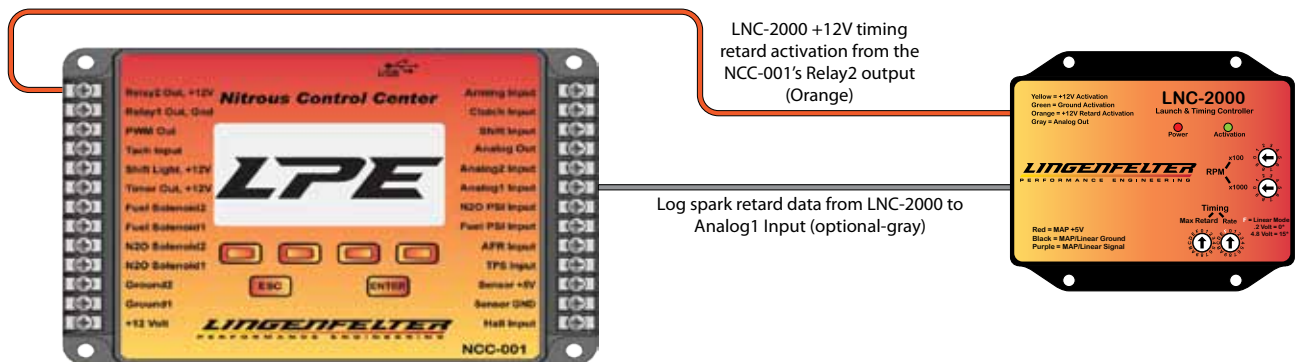 LNC-2000 +12V timing
retard activation from the
NCC-001's Relay2 output
(Orange)
USB
Nitrous Control Center
Relay2 Out, +12V
Relay1 Out, Gnd
PWM Out
Tach Input
Shift Light, +12V
Timer Out, +12V
Fuel Solenoid2
Fuel Solenoid1
N2O Solenoid2
N2O Solenoid1
Ground2
Ground1
+12 Volt
LPE
ESC
ENTER
LINGENFELTER
PERFORMANCE ENGINEERING
NCC-001
Arming Input
Clutch Input
Shift Input
Analog Out
Analog2 Input
Analog1 Input
N2O PSI Input
Fuel PSI Input
AFR Input
TPS Input
Sensor +5V
Sensor GND
Hall Input
Log spark retard data from LNC-2000 to
Analog1 Input (optional-gray)
Yellow = +12V Activation
Green = Ground Activation
Orange = +12V Retard Activation
Gray = Analog Out
LNC-2000
Launch & Timing Controller
Power
Activation
LINGENFELTER
PERFORMANCE ENGINEERING
x100
RPM
x1000
Timing
Max Retard Rate
F = Linear Mode
.2 Volt = 0°
4.8 Volt = 15°
Red = MAP +5V
Black = MAP/Linear Ground
Purple = MAP/Linear Signal